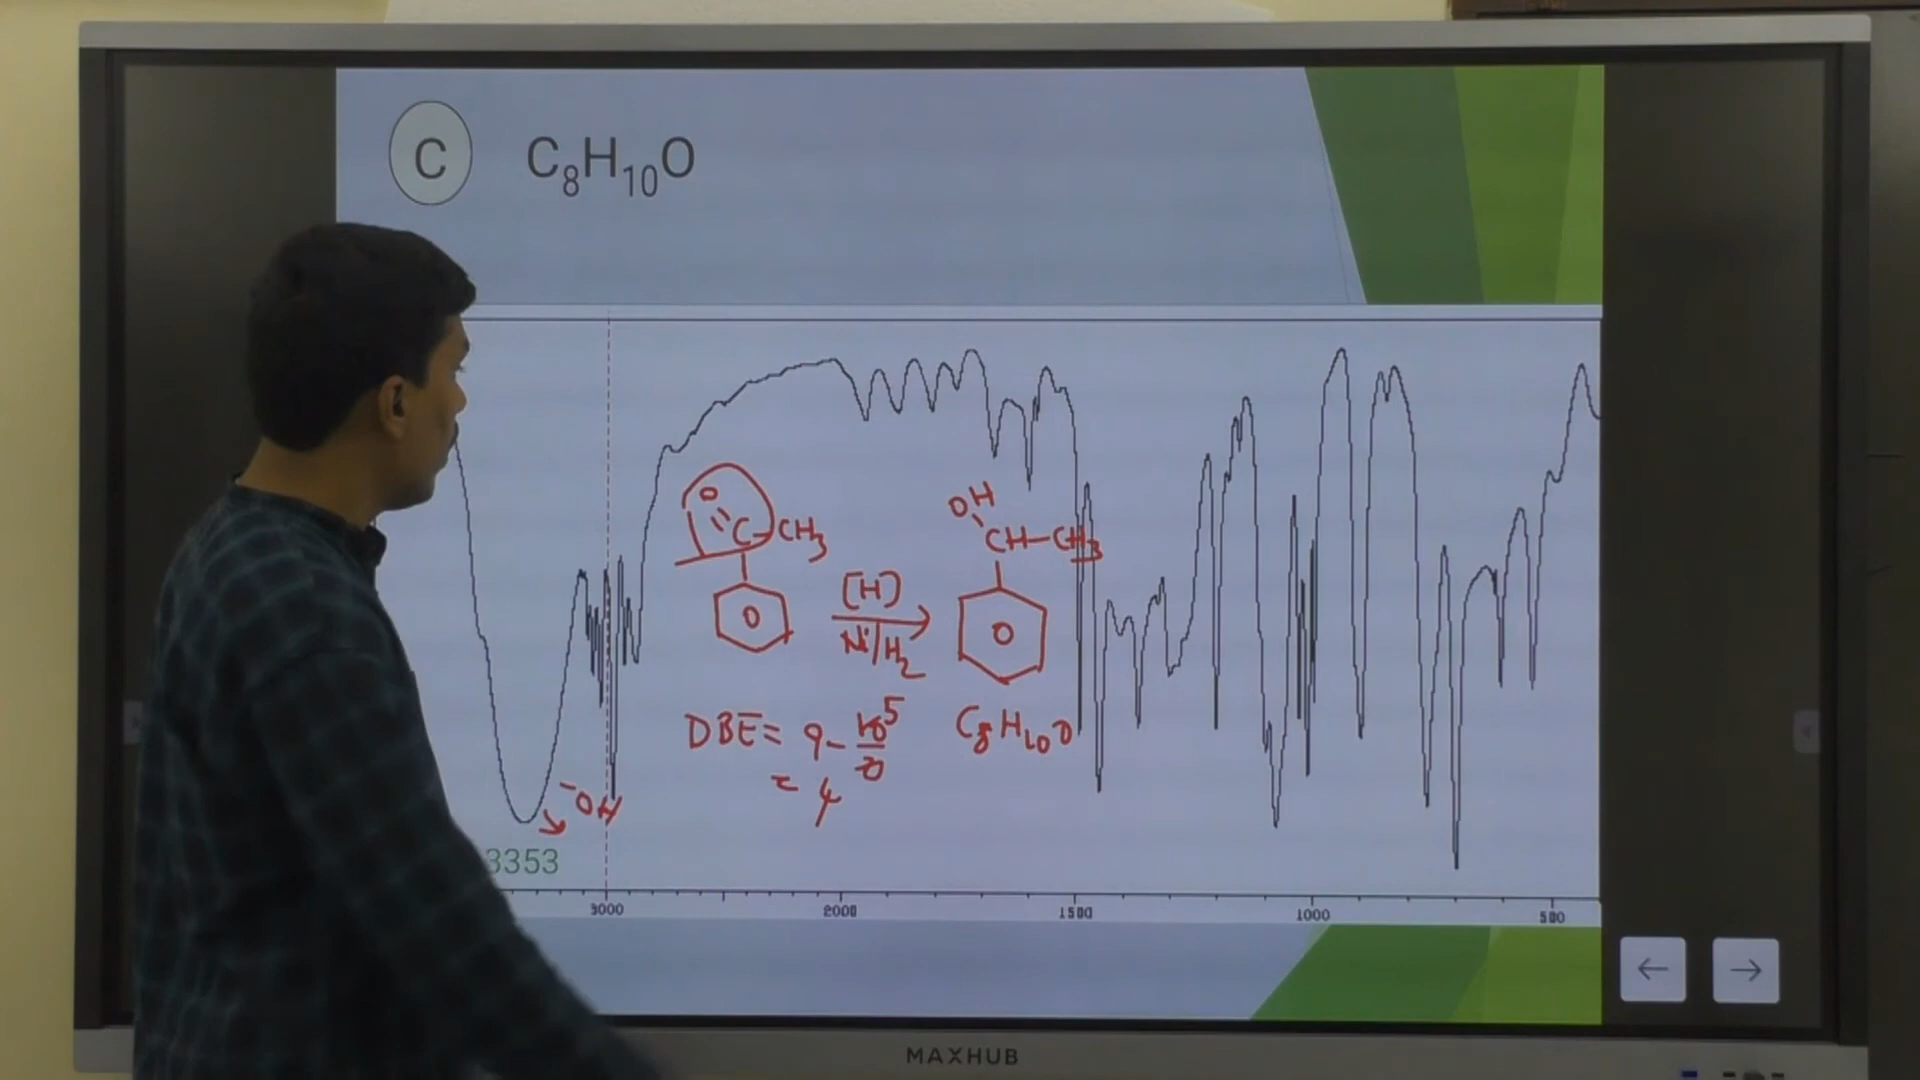 C C₈H₁₀O
O
C-CH₃
OH
CH-CH₃
[H]
Ni/H₂
DBE = 9 - 10/2 5
= 4
C₈H₁₀O
-OH
3353
3000 2000 1500 1000 500
← →
MAXHUB